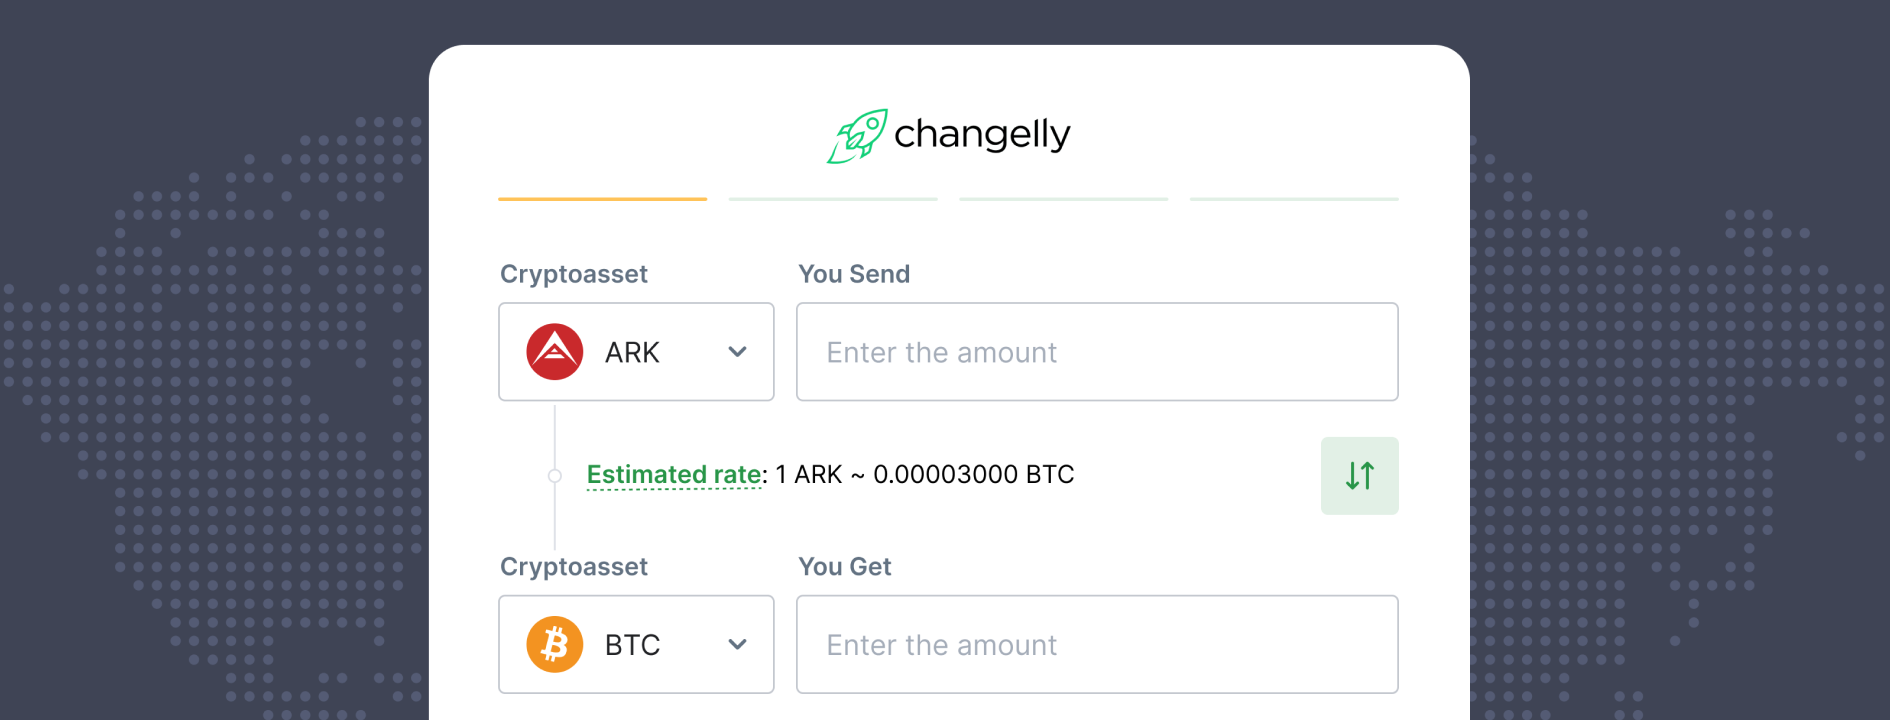 changelly
Cryptoasset
You Send
ARK
Enter the amount
Estimated rate: 1 ARK ~ 0.00003000 BTC
Cryptoasset
You Get
BTC
Enter the amount